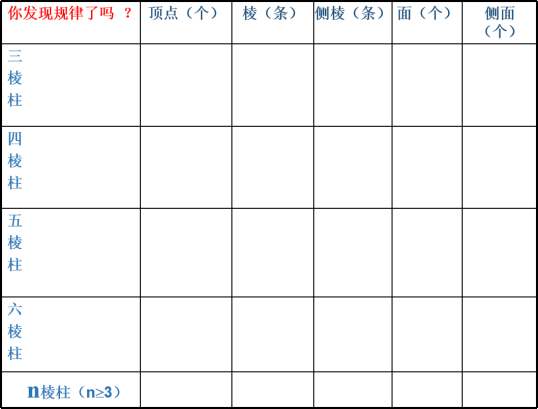 你发现规律了吗 ? 顶点（个） 棱（条） 侧棱（条） 面（个） 侧面
（个）
三
棱
柱
四
棱
柱
五
棱
柱
六
棱
柱
n棱柱（n≥3）